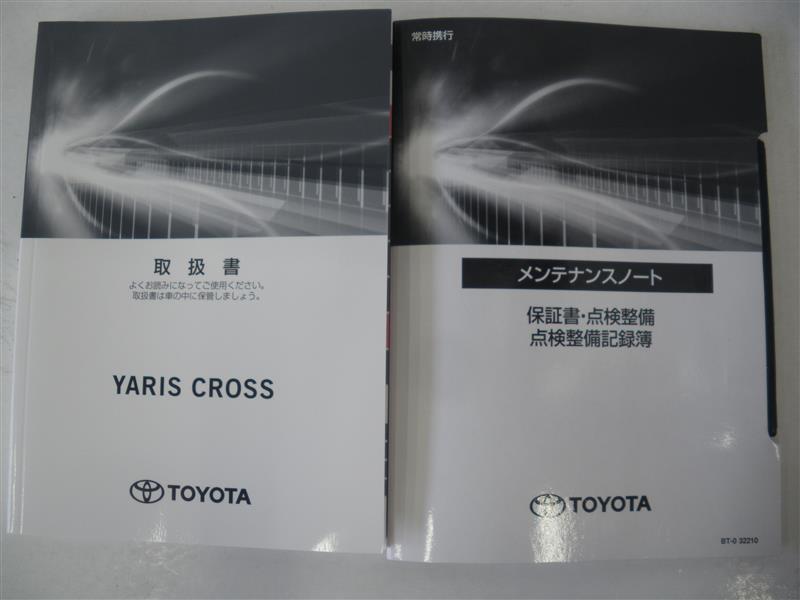 取扱書
よくお読みになってご使用ください。
取扱書は車の中に保管しましょう。
YARIS CROSS
TOYOTA
常時携行
メンテナンスノート
保証書・点検整備
点検整備記録簿
TOYOTA
BT-0 32210